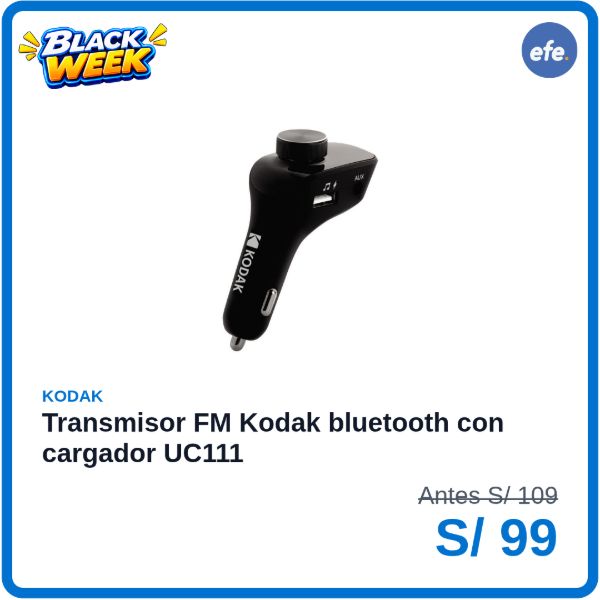 BLACK
WEEK
efe.
AUX
KODAK
KODAK
Transmisor FM Kodak bluetooth con
cargador UC111
Antes S/ 109
S/ 99